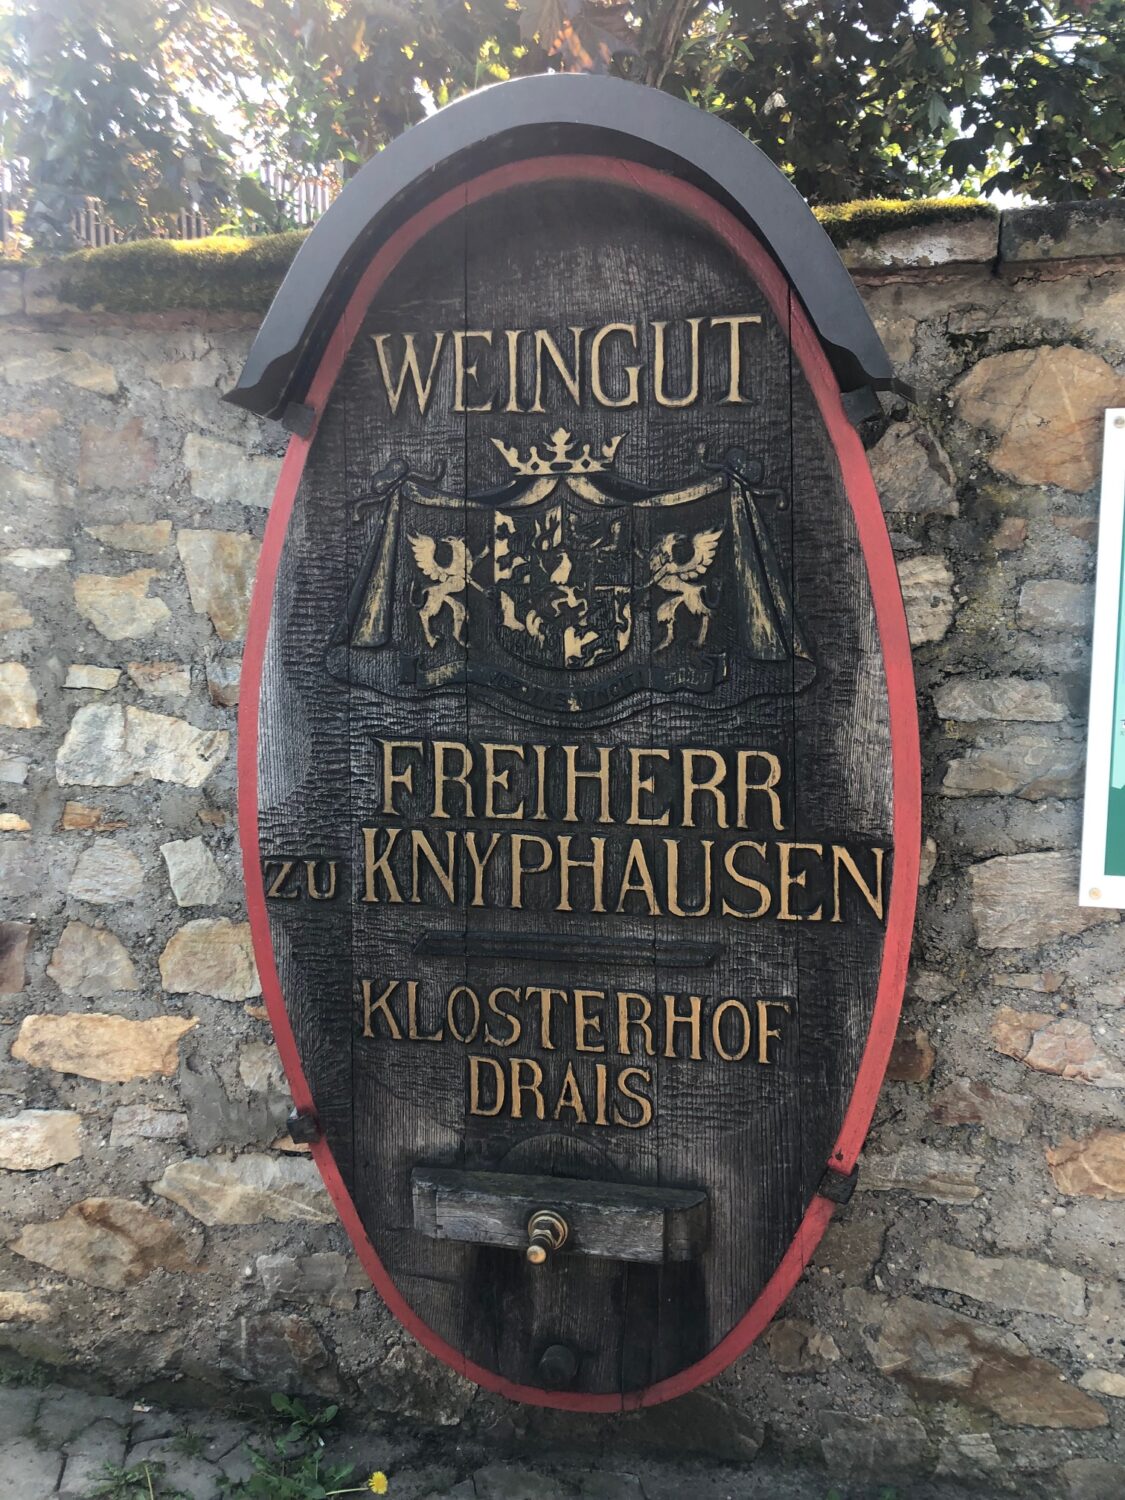 WEINGUT
FREIHERR
ZU KNYPHAUSEN
KLOSTERHOF
DRAIS